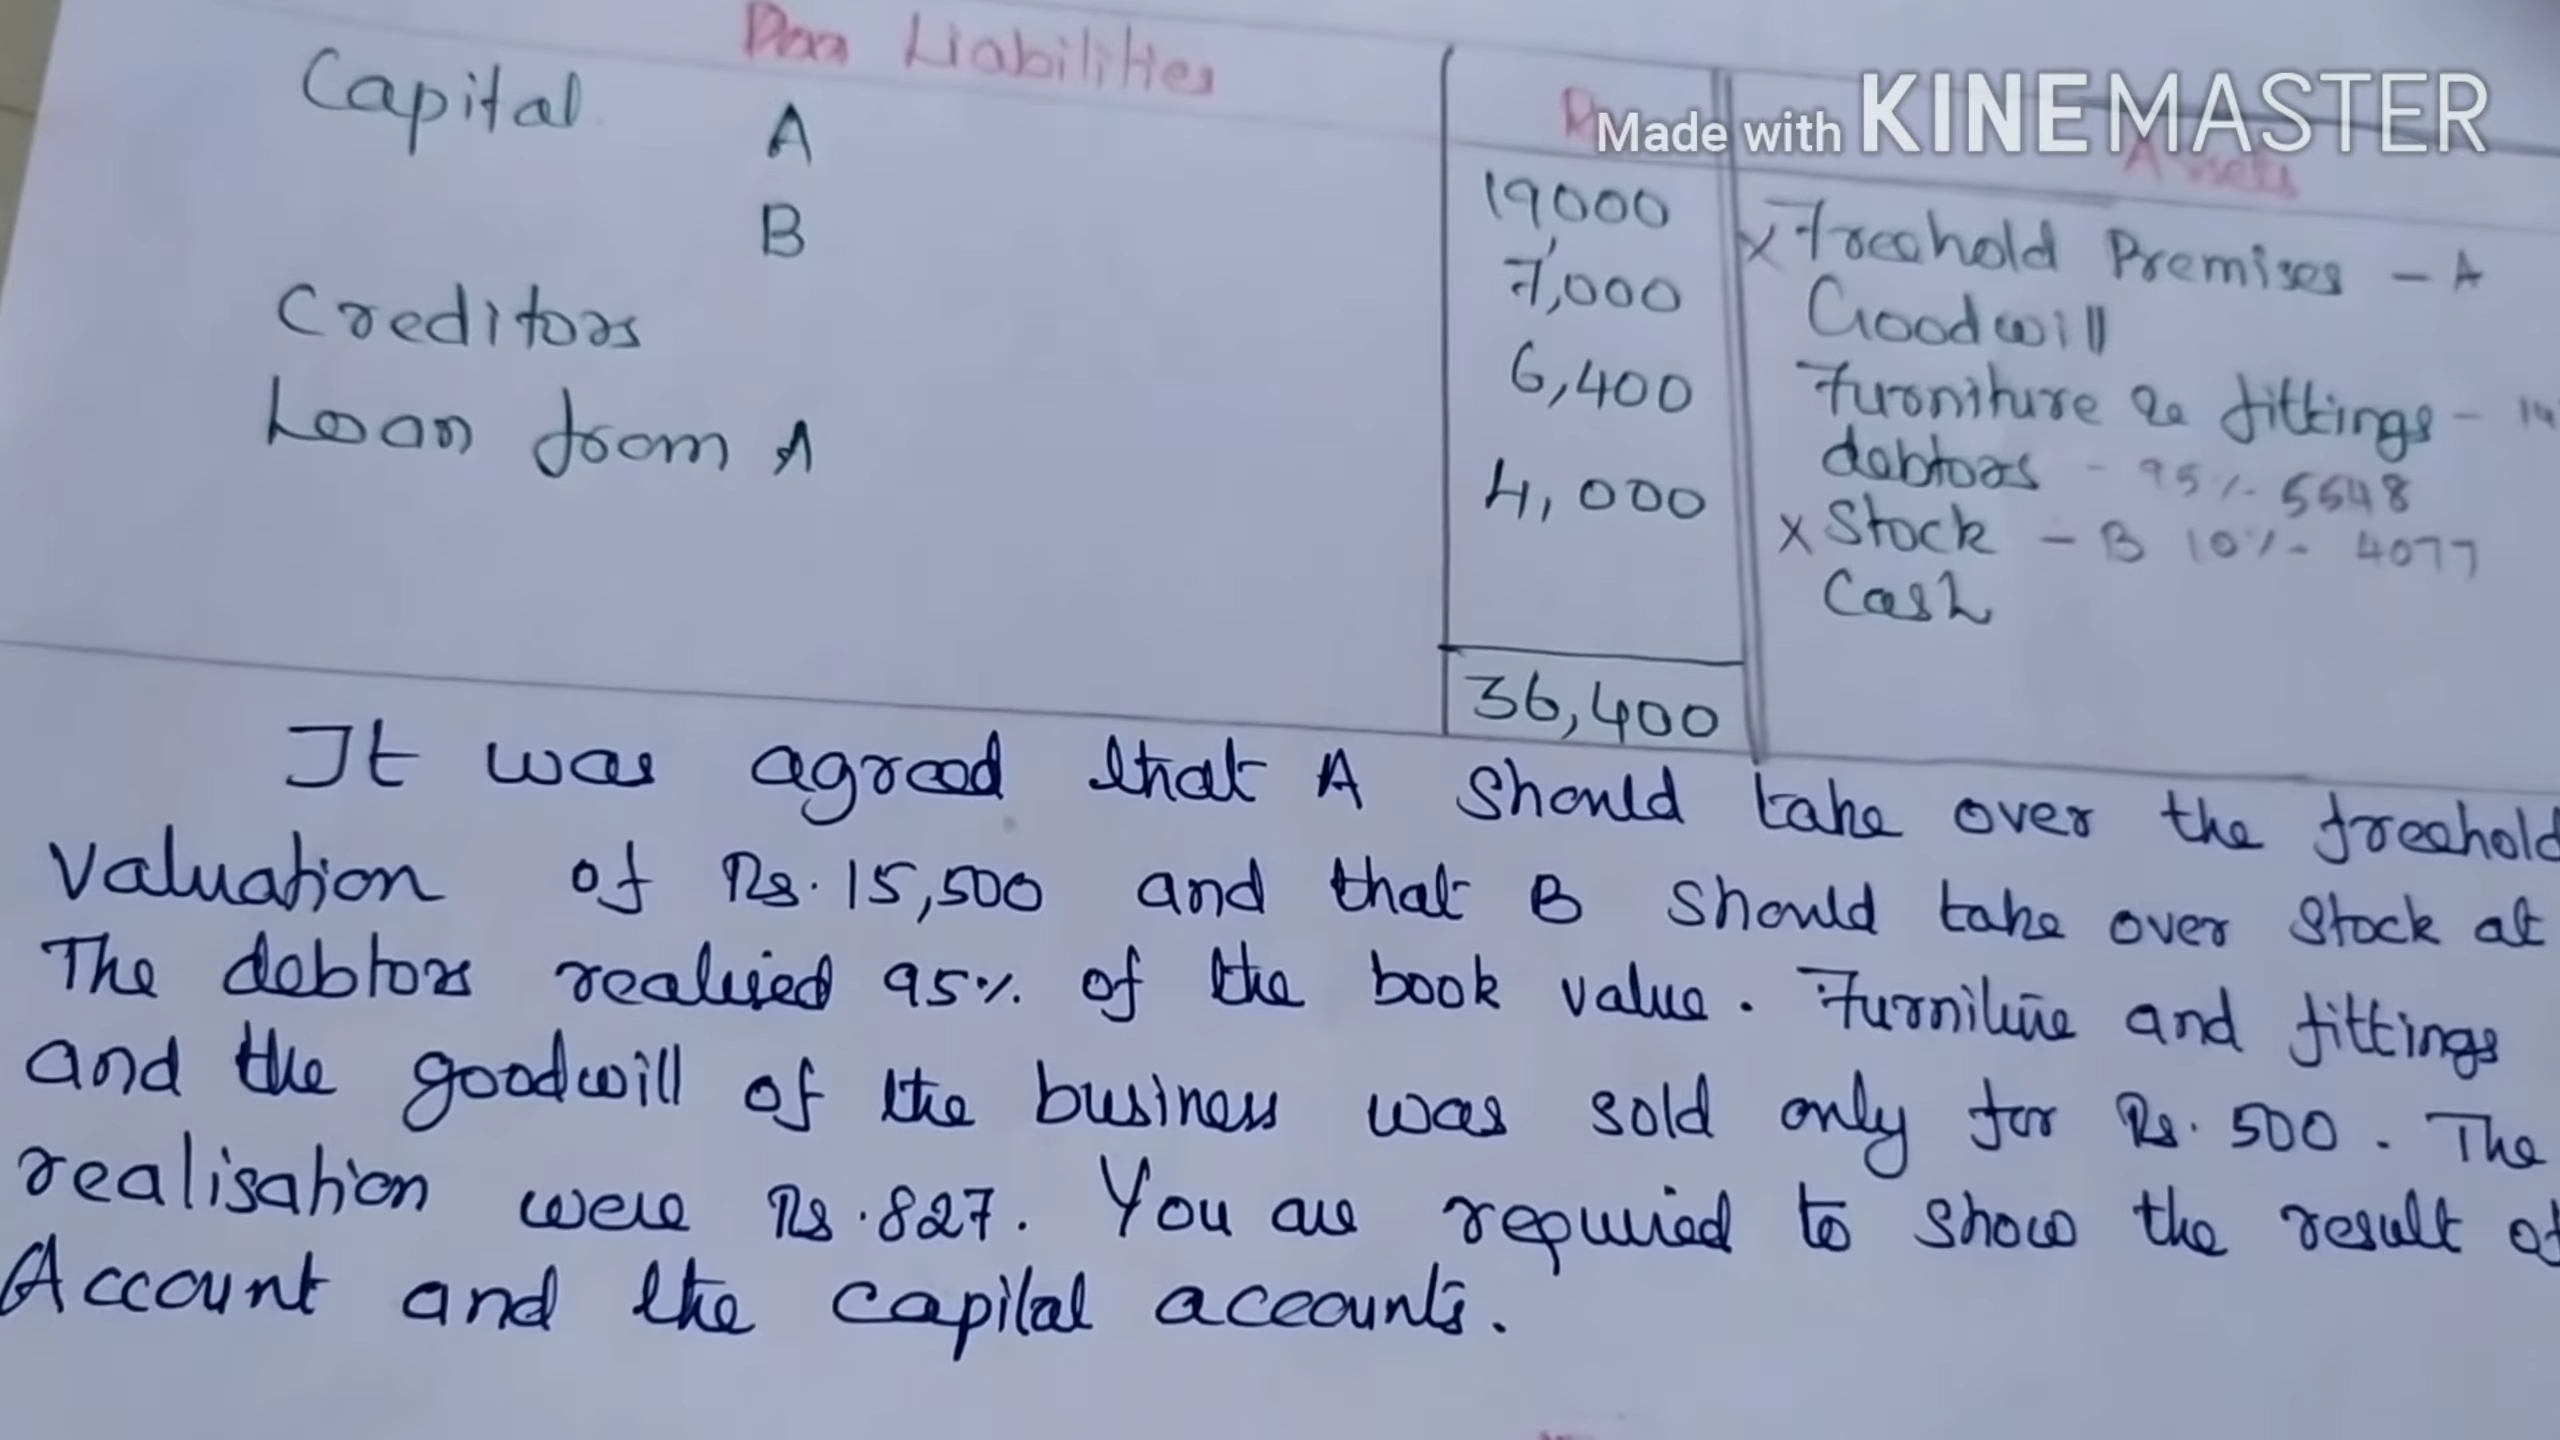 Liabilities
Made with KINEMASTER
Assets
Capital A 19,000
B 7,000
Creditors 6,400
Loan from A 4,000
36,400
X Freehold Premises - A
Goodwill
Furniture & fittings -
debtors - 95%. 5548
X Stock - B 10%. 4077
Cash
It was agreed that A should take over the freehold
valuation of Rs. 15,500 and that B should take over Stock at
The debtors realised 95% of the book value. Furniture and fittings
and the goodwill of the business was sold only for Rs. 500. The
realisation were Rs. 827. You are required to show the result of
Account and the capital accounts.